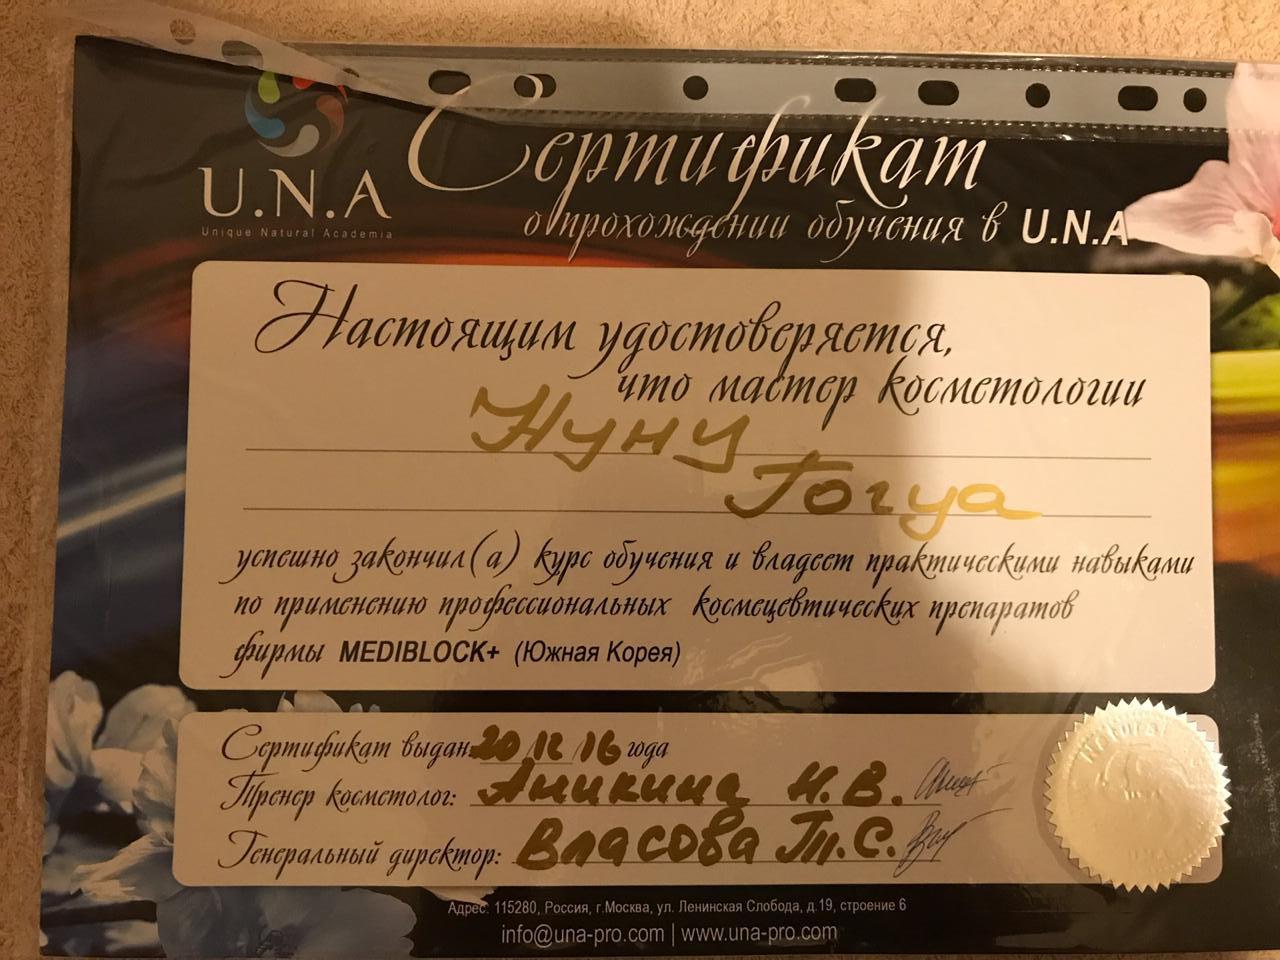 U.N.A
Unique Natural Academia
Сертификат
о прохождении обучения в U.N.A
Настоящим удостоверяется,
что мастер косметологии
Нуну
Гогуа
успешно закончил(а) курс обучения и владеет практическими навыками
по применению профессиональных космецевтических препаратов
фирмы MEDIBLOCK+ (Южная Корея)
Сертификат выдан 20/12/16 года
Тренер косметолог: Аникина Н.В.
Генеральный директор: Власова Т.С.
Natural
Адрес: 115280, Россия, г.Москва, ул. Ленинская Слобода, д.19, строение 6
info@una-pro.com | www.una-pro.com